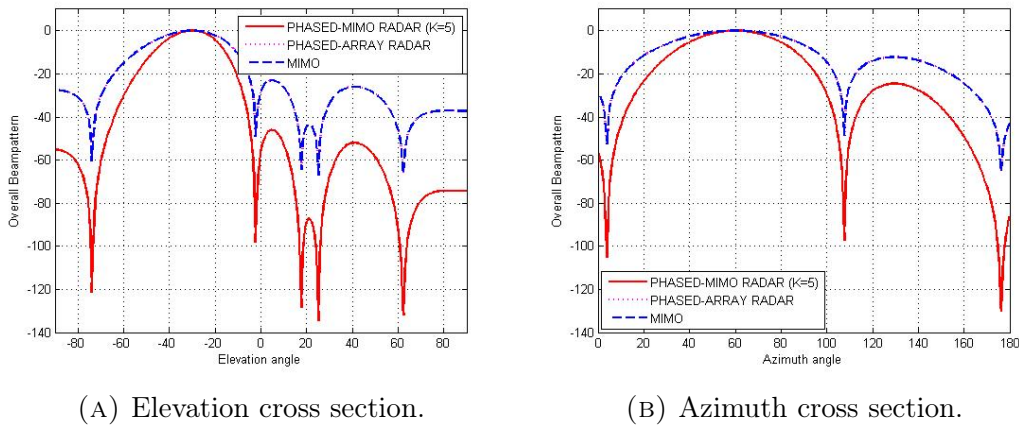 0
-20
-40
-60
-80
-100
-120
-140
Overall Beampattern
PHASED-MIMO RADAR (K=5)
PHASED-ARRAY RADAR
MIMO
-80 -60 -40 -20 0 20 40 60 80
Elevation angle
(A) Elevation cross section.
0
-20
-40
-60
-80
-100
-120
-140
Overall Beampattern
PHASED-MIMO RADAR (K=5)
PHASED-ARRAY RADAR
MIMO
0 20 40 60 80 100 120 140 160 180
Azimuth angle
(B) Azimuth cross section.